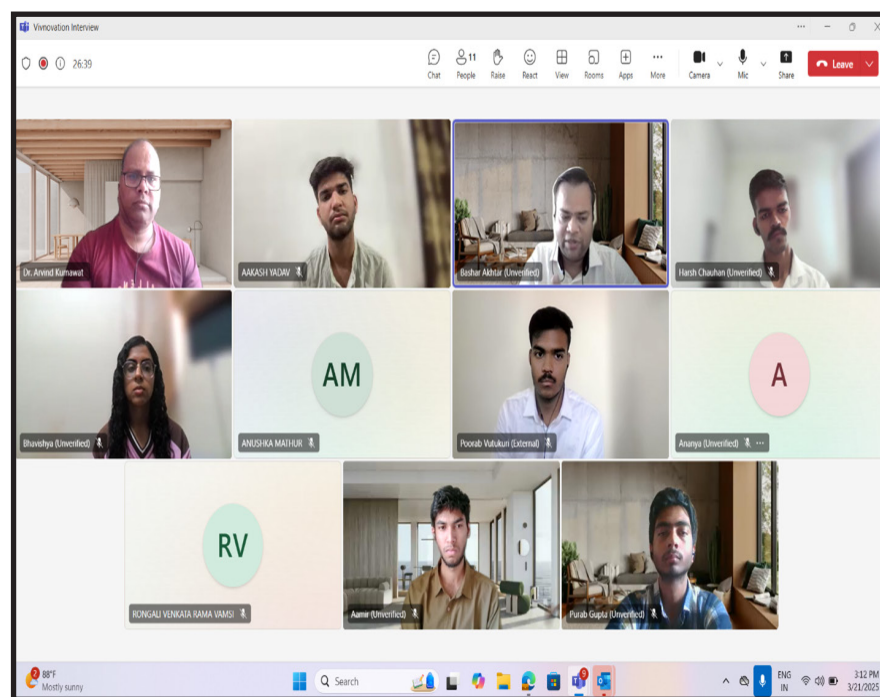 Vivnovation Interview
26:39
Chat
People 11
Raise
React
View
Rooms
Apps
More
Camera
Mic
Share
Leave
Dr. Arvind Kumawat
AAKASH YADAV
Bashar Akhtar (Unverified)
Harsh Chauhan (Unverified)
Bhavishya (Unverified)
AM
ANUSHKA MATHUR
Poorab Vutukuri (External)
A
Ananya (Unverified)
RV
RONGALI VENKATA RAMA VAMSI
Aamir (Unverified)
Purab Gupta (Unverified)
2
88°F
Mostly sunny
Search
9
ENG
IN
3:12 PM
3/21/2025